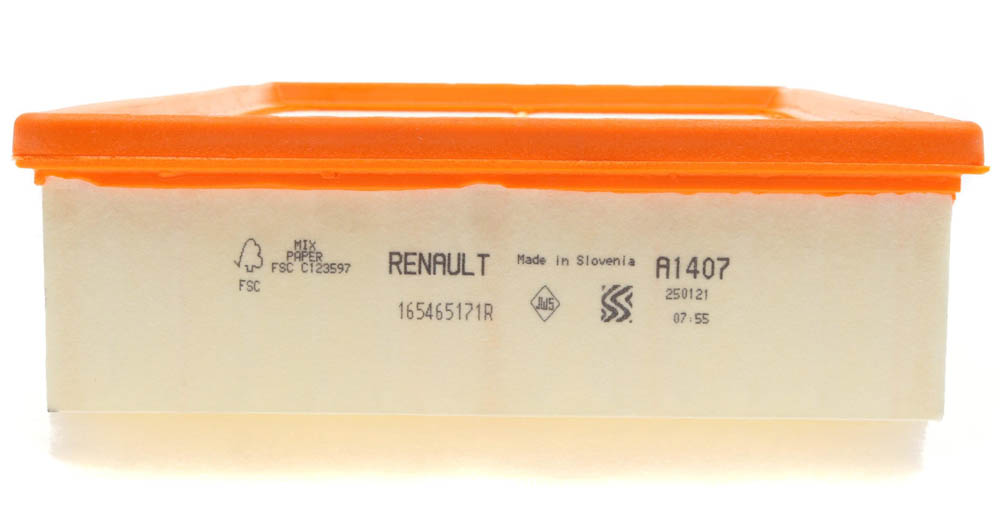 MIX
PAPER
FSC C123597
FSC
RENAULT
165465171R
Made in Slovenia
A1407
250121
07:55